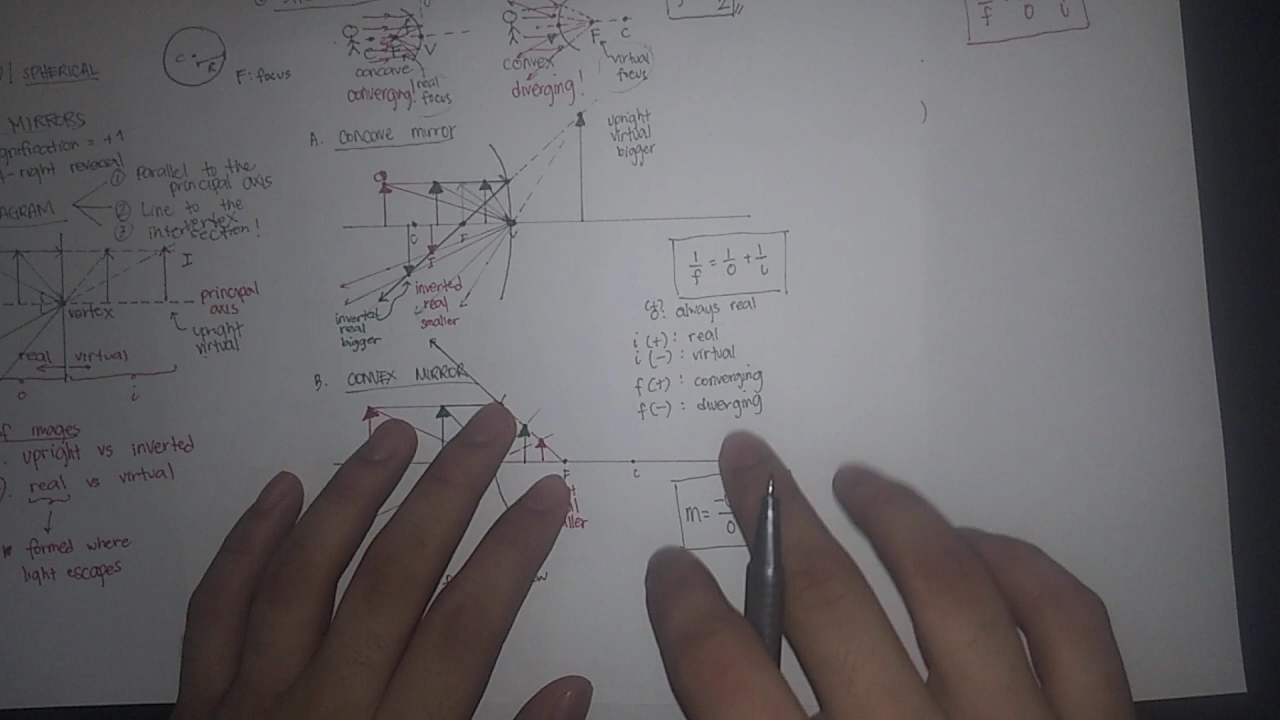 SPHERICAL
C
R
F: focus
V
concave
converging!
real
focus
V
F
C
convex
diverging!
virtual
focus
2
f o i
MIRRORS
gnification = +1
t-right reversal
AGRAM
① parallel to the
principal axis
② Line to the
vertex
③ intersection!
I
vertex
principal
axis
upright
virtual
real
virtual
o
i
of images
upright vs inverted
real vs virtual
* formed where
light escapes
A. concave mirror
O
C
F
I
upright
virtual
bigger
inverted
real
smaller
inverted
real
bigger
1/f = 1/o + 1/i
always real
i (+) : real
i (-) : virtual
f (+) : converging
f (-) : diverging
B. CONVEX MIRROR
F
C
ller
m= -
o